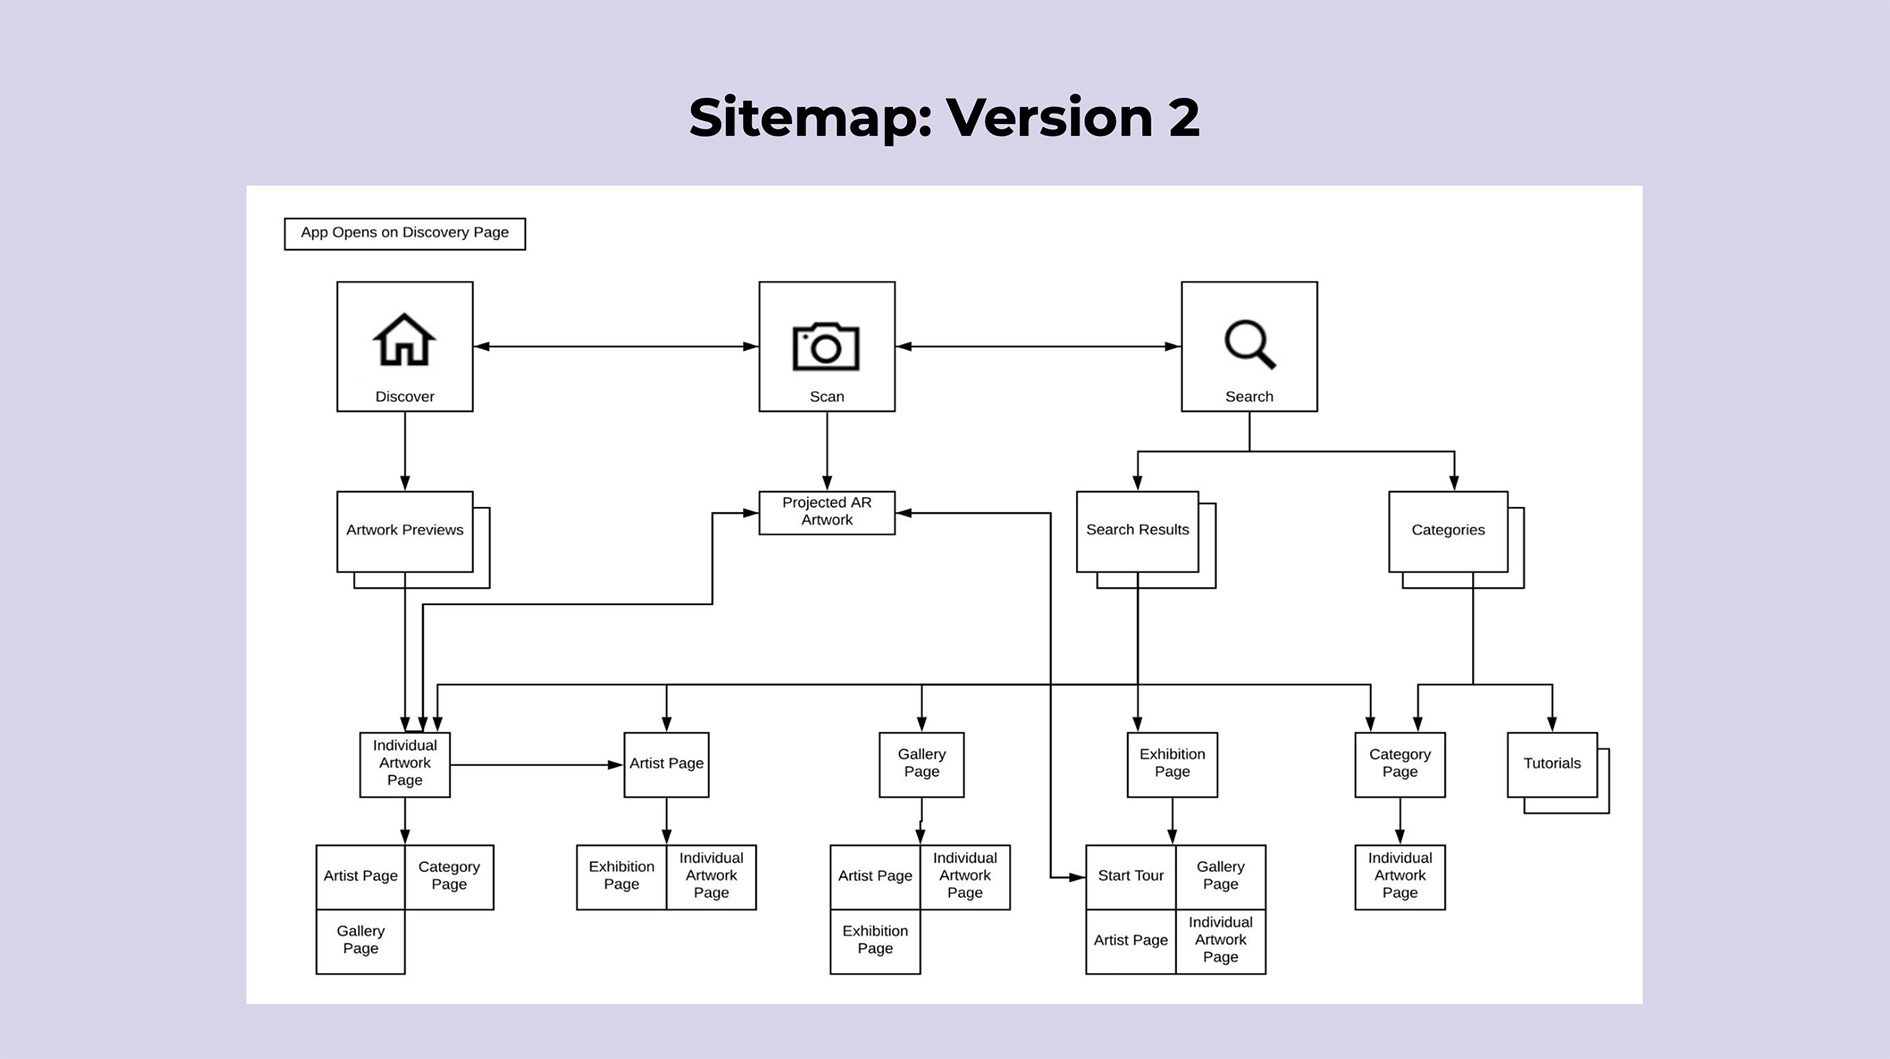 Sitemap: Version 2
App Opens on Discovery Page
Discover
Scan
Search
Artwork Previews
Projected AR
Artwork
Search Results
Categories
Individual
Artwork
Page
Artist Page
Gallery
Page
Exhibition
Page
Category
Page
Tutorials
Artist Page
Category
Page
Gallery
Page
Exhibition
Page
Individual
Artwork
Page
Artist Page
Individual
Artwork
Page
Exhibition
Page
Start Tour
Gallery
Page
Artist Page
Individual
Artwork
Page
Individual
Artwork
Page